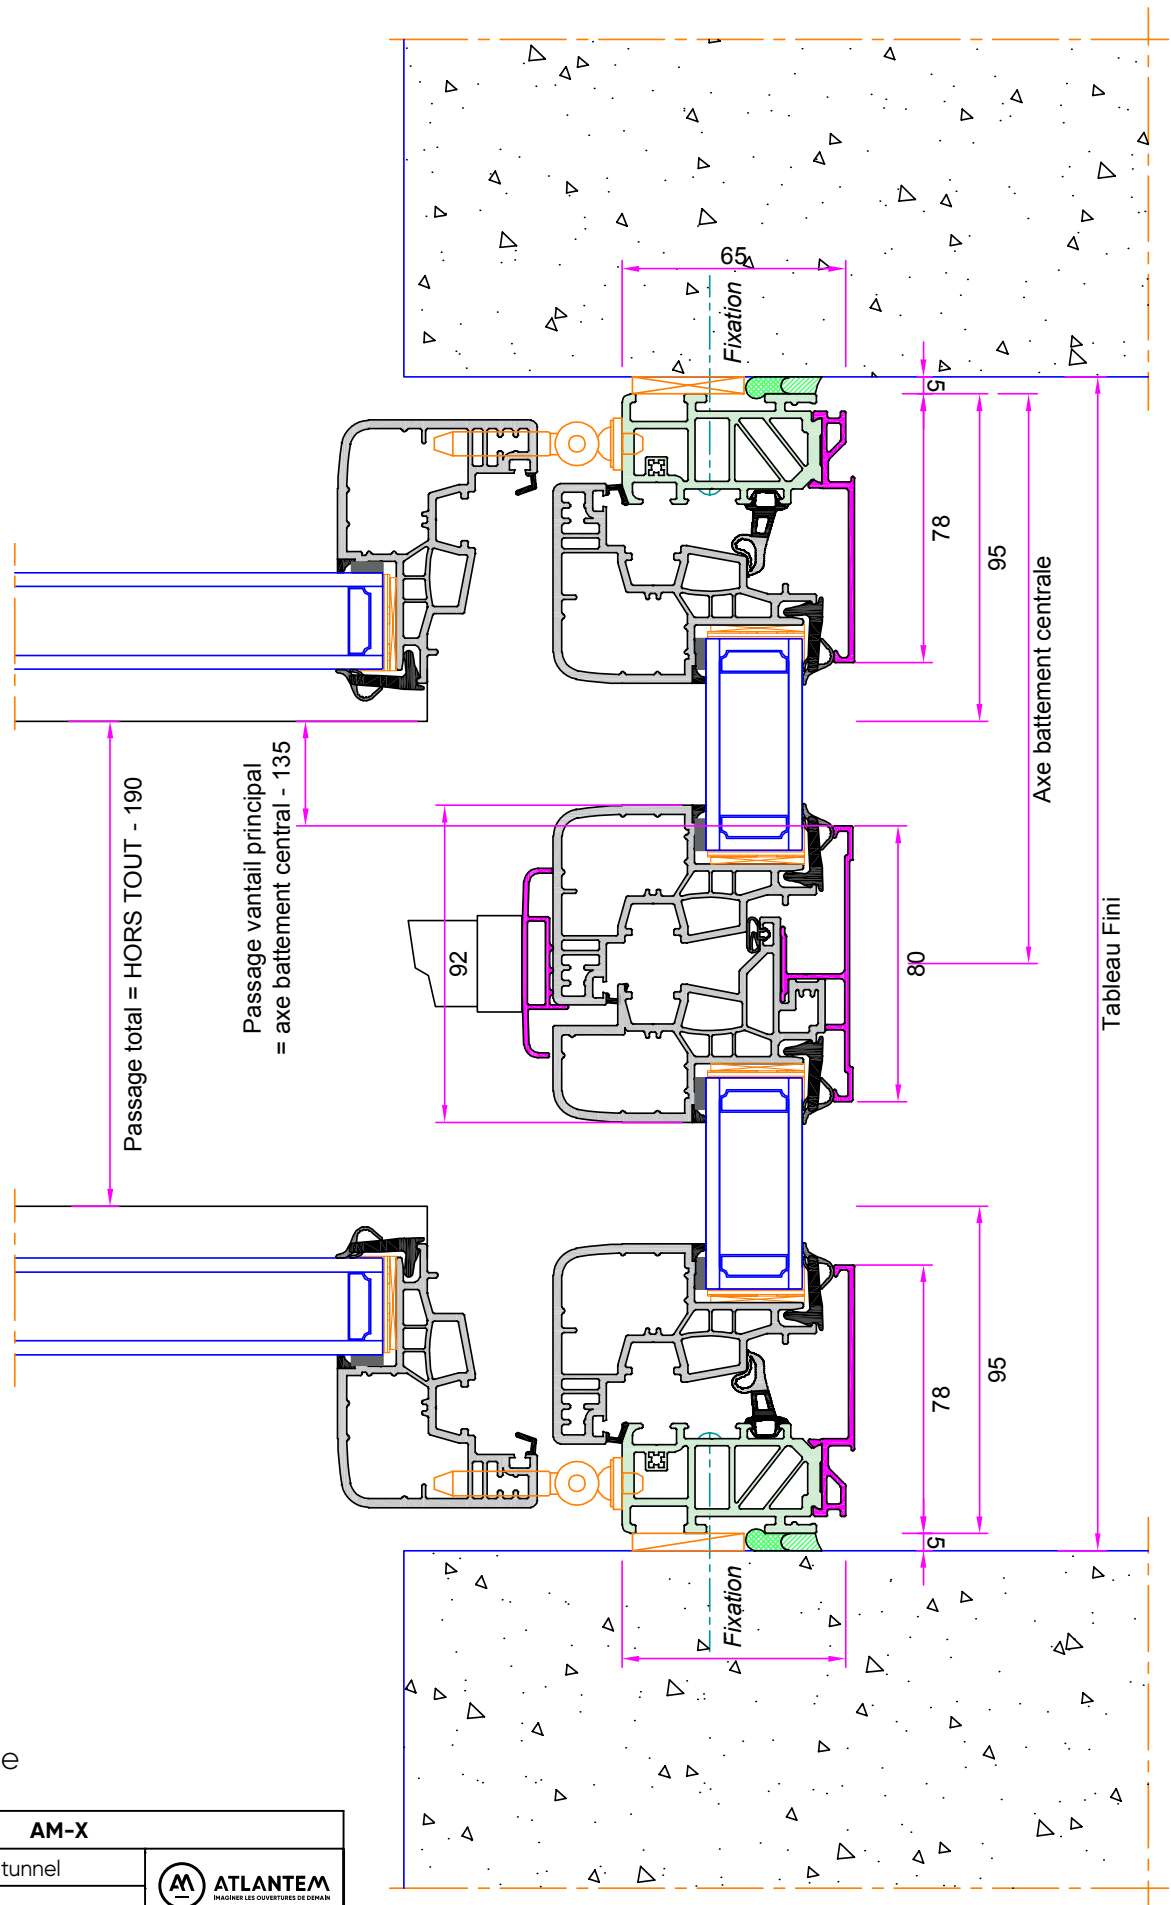 65
Fixation
5
78
95
Axe battement centrale
Passage total = HORS TOUT - 190
Passage vantail principal
= axe battement central - 135
92
80
Tableau Fini
78
95
5
Fixation
e
AM-X
tunnel
AM ATLANTEM
IMAGINER LES OUVERTURES DE DEMAIN